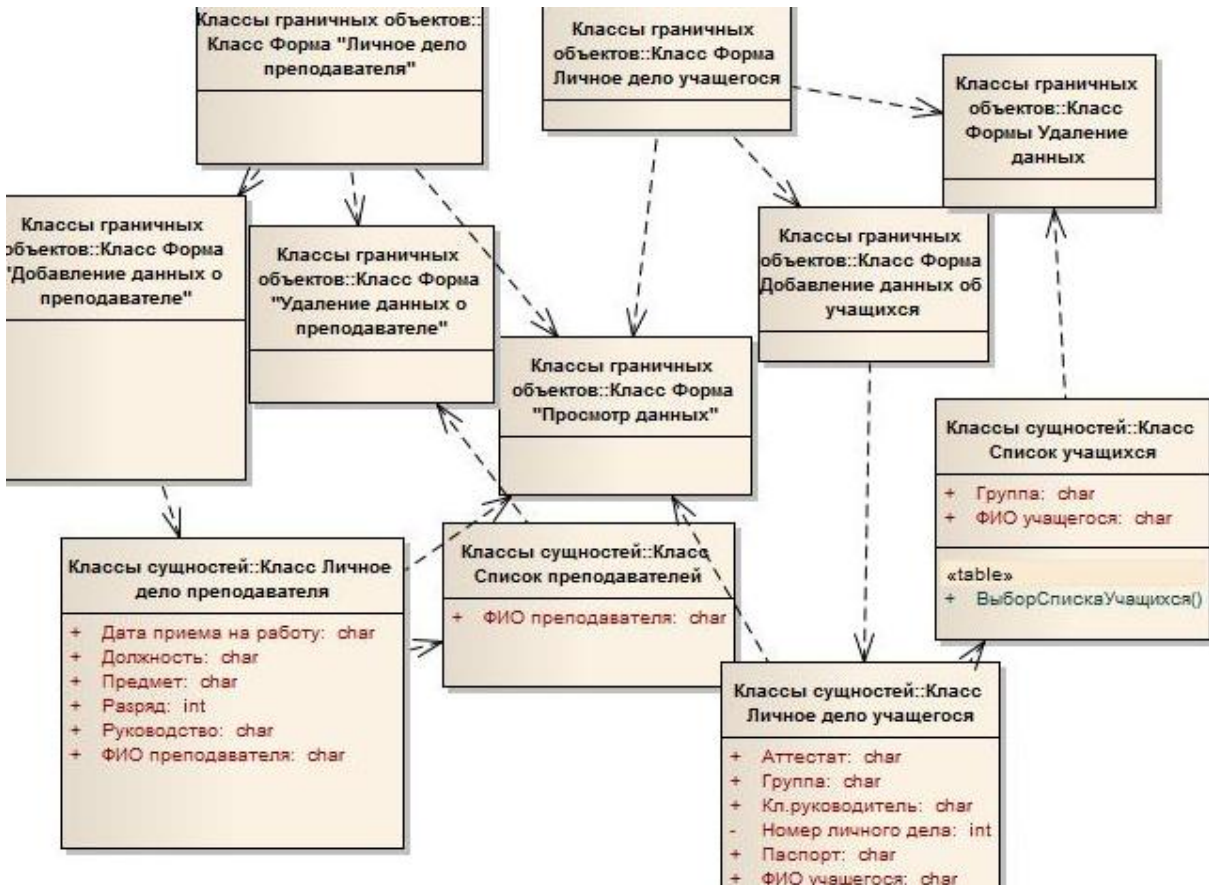 Классы граничных объектов::
Класс Форма "Личное дело
преподавателя"
Классы граничных
объектов::Класс Форма
Личное дело учащегося
Классы граничных
объектов::Класс
Формы Удаление
данных
Классы граничных
объектов::Класс Форма
"Добавление данных о
преподавателе"
Классы граничных
объектов::Класс Форма
"Удаление данных о
преподавателе"
Классы граничных
объектов::Класс Форма
Добавление данных об
учащихся
Классы граничных
объектов::Класс Форма
"Просмотр данных"
Классы сущностей::Класс
Список учащихся
+ Группа: char
+ ФИО учащегося: char
«table»
+ ВыборСпискаУчащихся()
Классы сущностей::Класс Личное
дело преподавателя
+ Дата приема на работу: char
+ Должность: char
+ Предмет: char
+ Разряд: int
+ Руководство: char
+ ФИО преподавателя: char
Классы сущностей::Класс
Список преподавателей
+ ФИО преподавателя: char
Классы сущностей::Класс
Личное дело учащегося
+ Аттестат: char
+ Группа: char
+ Кл.руководитель: char
- Номер личного дела: int
+ Паспорт: char
+ ФИО учащегося: char